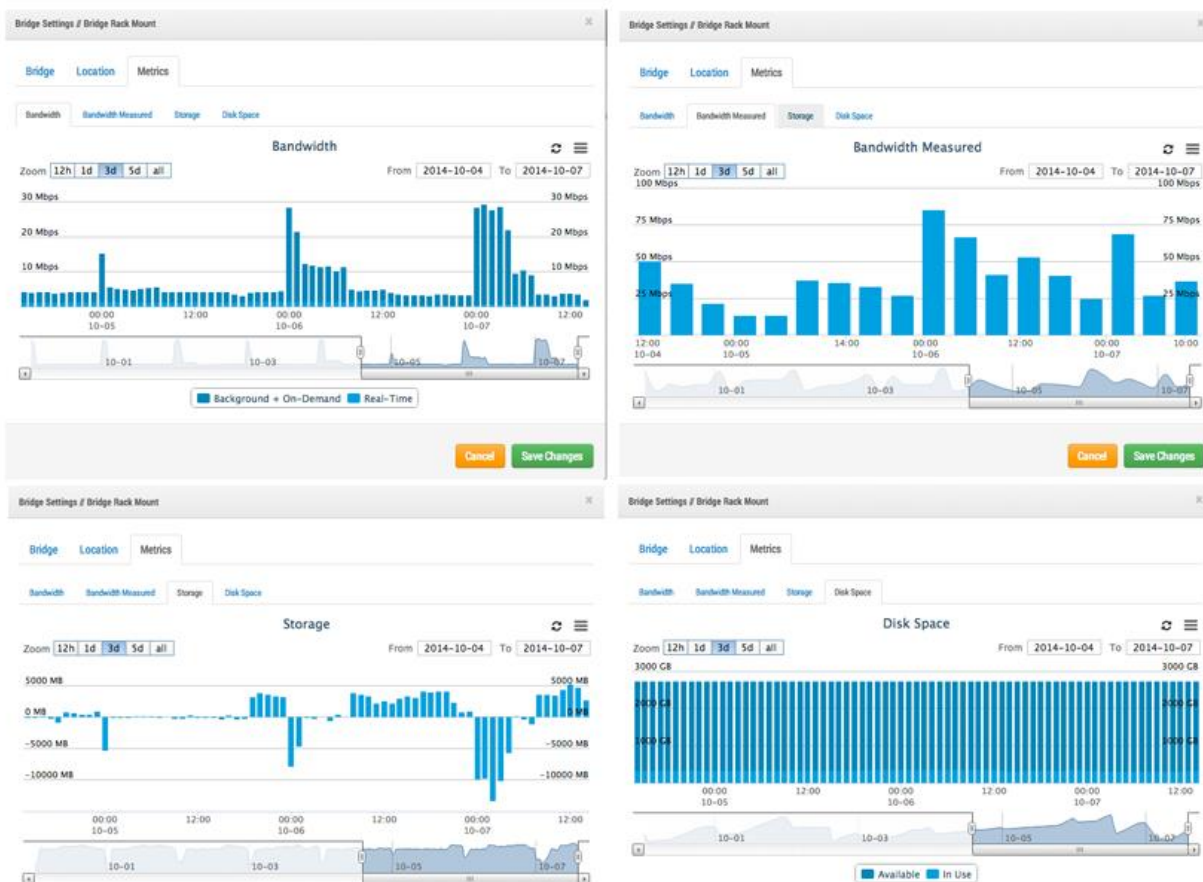 Bridge Settings // Bridge Rack Mount ×
Bridge Location Metrics
Bandwidth Bandwidth Measured Storage Disk Space
Bandwidth
Zoom 12h 1d 3d 5d all From 2014-10-04 To 2014-10-07
30 Mbps 30 Mbps
20 Mbps 20 Mbps
10 Mbps 10 Mbps
00:00 12:00 00:00 12:00 00:00 12:00
10-05 10-06 10-07
10-01 10-03 10-05 10-07
Background + On-Demand Real-Time
Cancel Save Changes
Bridge Settings // Bridge Rack Mount ×
Bridge Location Metrics
Bandwidth Bandwidth Measured Storage Disk Space
Bandwidth Measured
Zoom 12h 1d 3d 5d all From 2014-10-04 To 2014-10-07
100 Mbps 100 Mbps
75 Mbps 75 Mbps
50 Mbps 50 Mbps
25 Mbps 25 Mbps
12:00 00:00 14:00 00:00 12:00 00:00 10:00
10-04 10-05 10-06 10-07
10-01 10-03 10-05 10-07
Cancel Save Changes
Bridge Settings // Bridge Rack Mount ×
Bridge Location Metrics
Bandwidth Bandwidth Measured Storage Disk Space
Storage
Zoom 12h 1d 3d 5d all From 2014-10-04 To 2014-10-07
5000 MB 5000 MB
0 MB 0 MB
-5000 MB -5000 MB
-10000 MB -10000 MB
00:00 12:00 00:00 12:00 00:00 12:00
10-05 10-06 10-07
10-01 10-03 10-05 10-07
Bridge Settings // Bridge Rack Mount ×
Bridge Location Metrics
Bandwidth Bandwidth Measured Storage Disk Space
Disk Space
Zoom 12h 1d 3d 5d all From 2014-10-04 To 2014-10-07
3000 GB 3000 GB
2000 GB 2000 GB
1000 GB 1000 GB
00:00 12:00 00:00 12:00 00:00 12:00
10-05 10-06 10-07
10-01 10-03 10-05 10-07
Available In Use